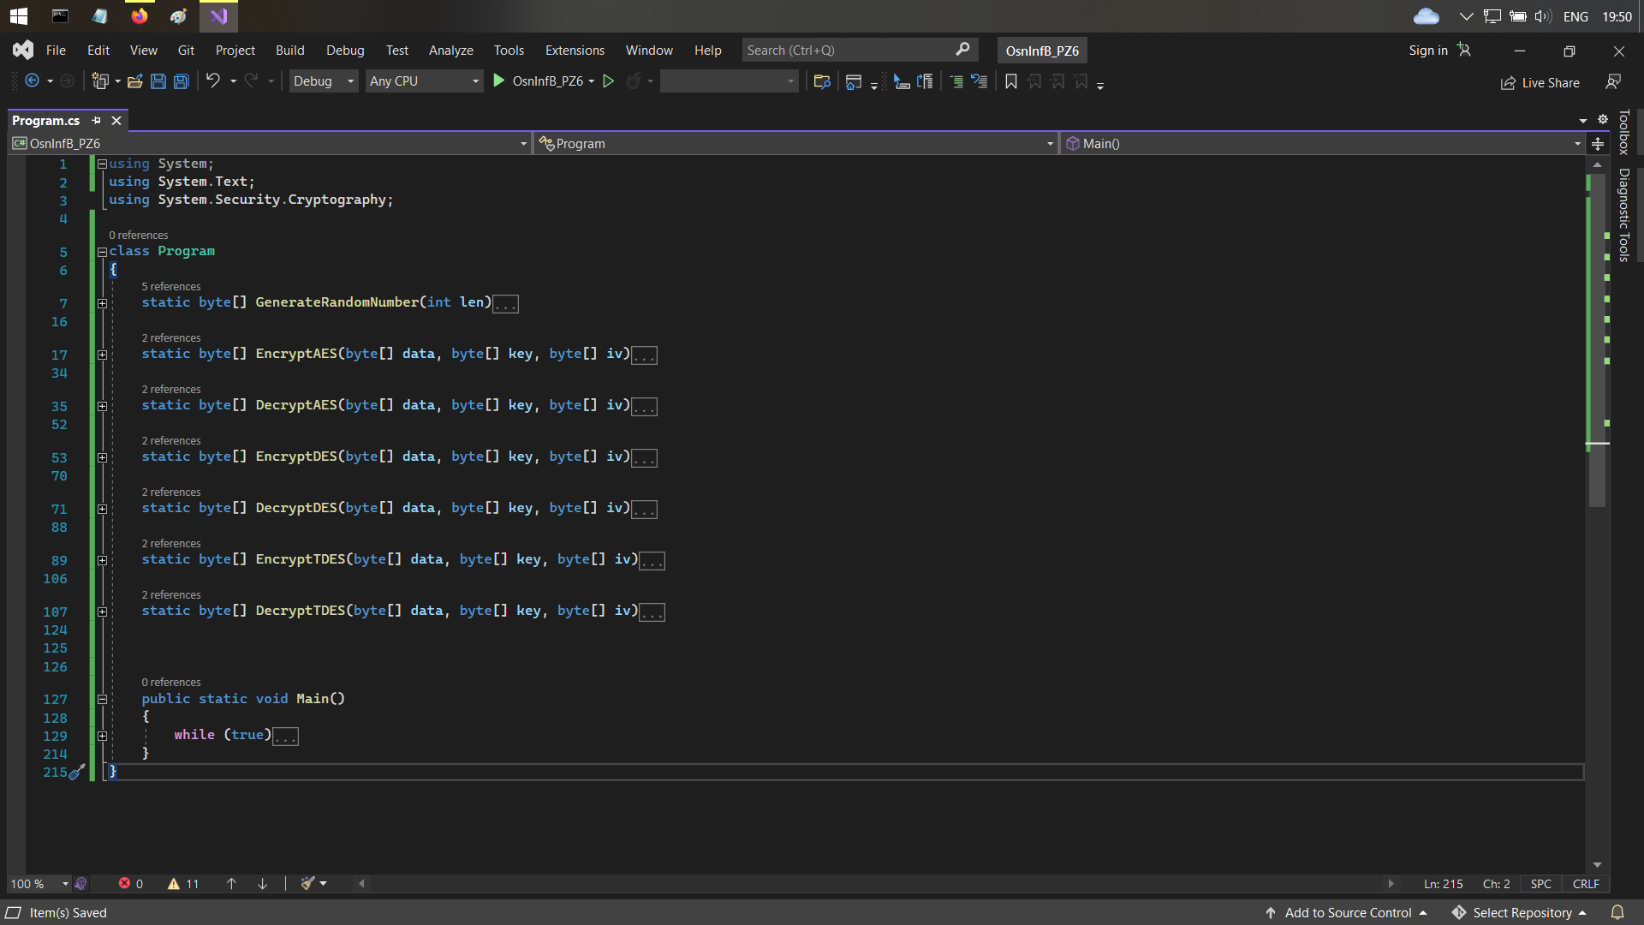 ENG 19:50
File Edit View Git Project Build Debug Test Analyze Tools Extensions Window Help Search (Ctrl+Q) OsnInfB_PZ6 Sign in
Debug Any CPU OsnInfB_PZ6 Live Share
Program.cs
C# OsnInfB_PZ6 Program Main()
Toolbox
Diagnostic Tools
1 using System;
2 using System.Text;
3 using System.Security.Cryptography;
4
0 references
5 class Program
6 {
5 references
7 static byte[] GenerateRandomNumber(int len)...
16
2 references
17 static byte[] EncryptAES(byte[] data, byte[] key, byte[] iv)...
34
2 references
35 static byte[] DecryptAES(byte[] data, byte[] key, byte[] iv)...
52
2 references
53 static byte[] EncryptDES(byte[] data, byte[] key, byte[] iv)...
70
2 references
71 static byte[] DecryptDES(byte[] data, byte[] key, byte[] iv)...
88
2 references
89 static byte[] EncryptTDES(byte[] data, byte[] key, byte[] iv)...
106
2 references
107 static byte[] DecryptTDES(byte[] data, byte[] key, byte[] iv)...
124
125
126
0 references
127 public static void Main()
128 {
129 while (true)...
214 }
215 }
100 % 0 11 Ln: 215 Ch: 2 SPC CRLF
Item(s) Saved Add to Source Control Select Repository